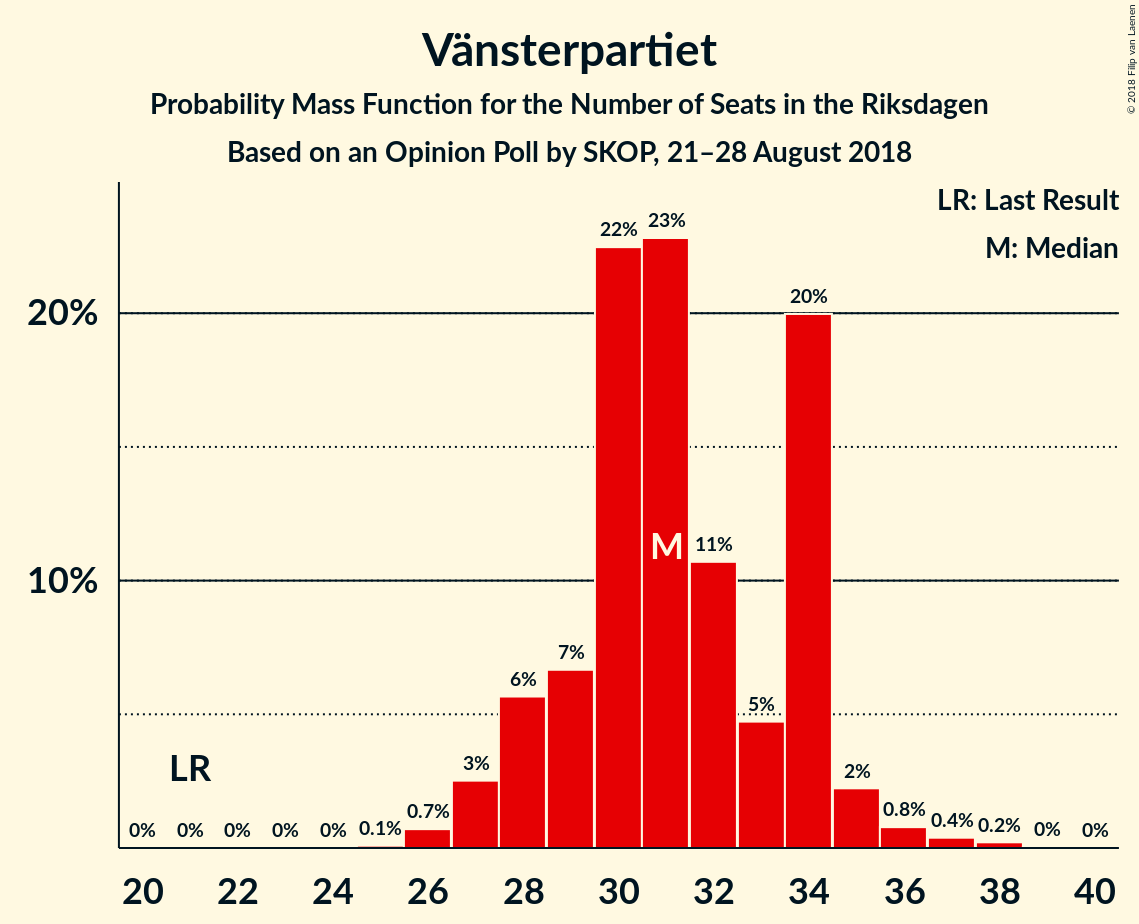 Vänsterpartiet
Probability Mass Function for the Number of Seats in the Riksdagen
Based on an Opinion Poll by SKOP, 21–28 August 2018
© 2018 Filip van Laenen
LR: Last Result
M: Median
20%
10%
0%
0%
0%
0%
0%
0.1%
0.7%
3%
6%
7%
22%
23%
11%
5%
20%
2%
0.8%
0.4%
0.2%
0%
0%
LR
M
20 22 24 26 28 30 32 34 36 38 40